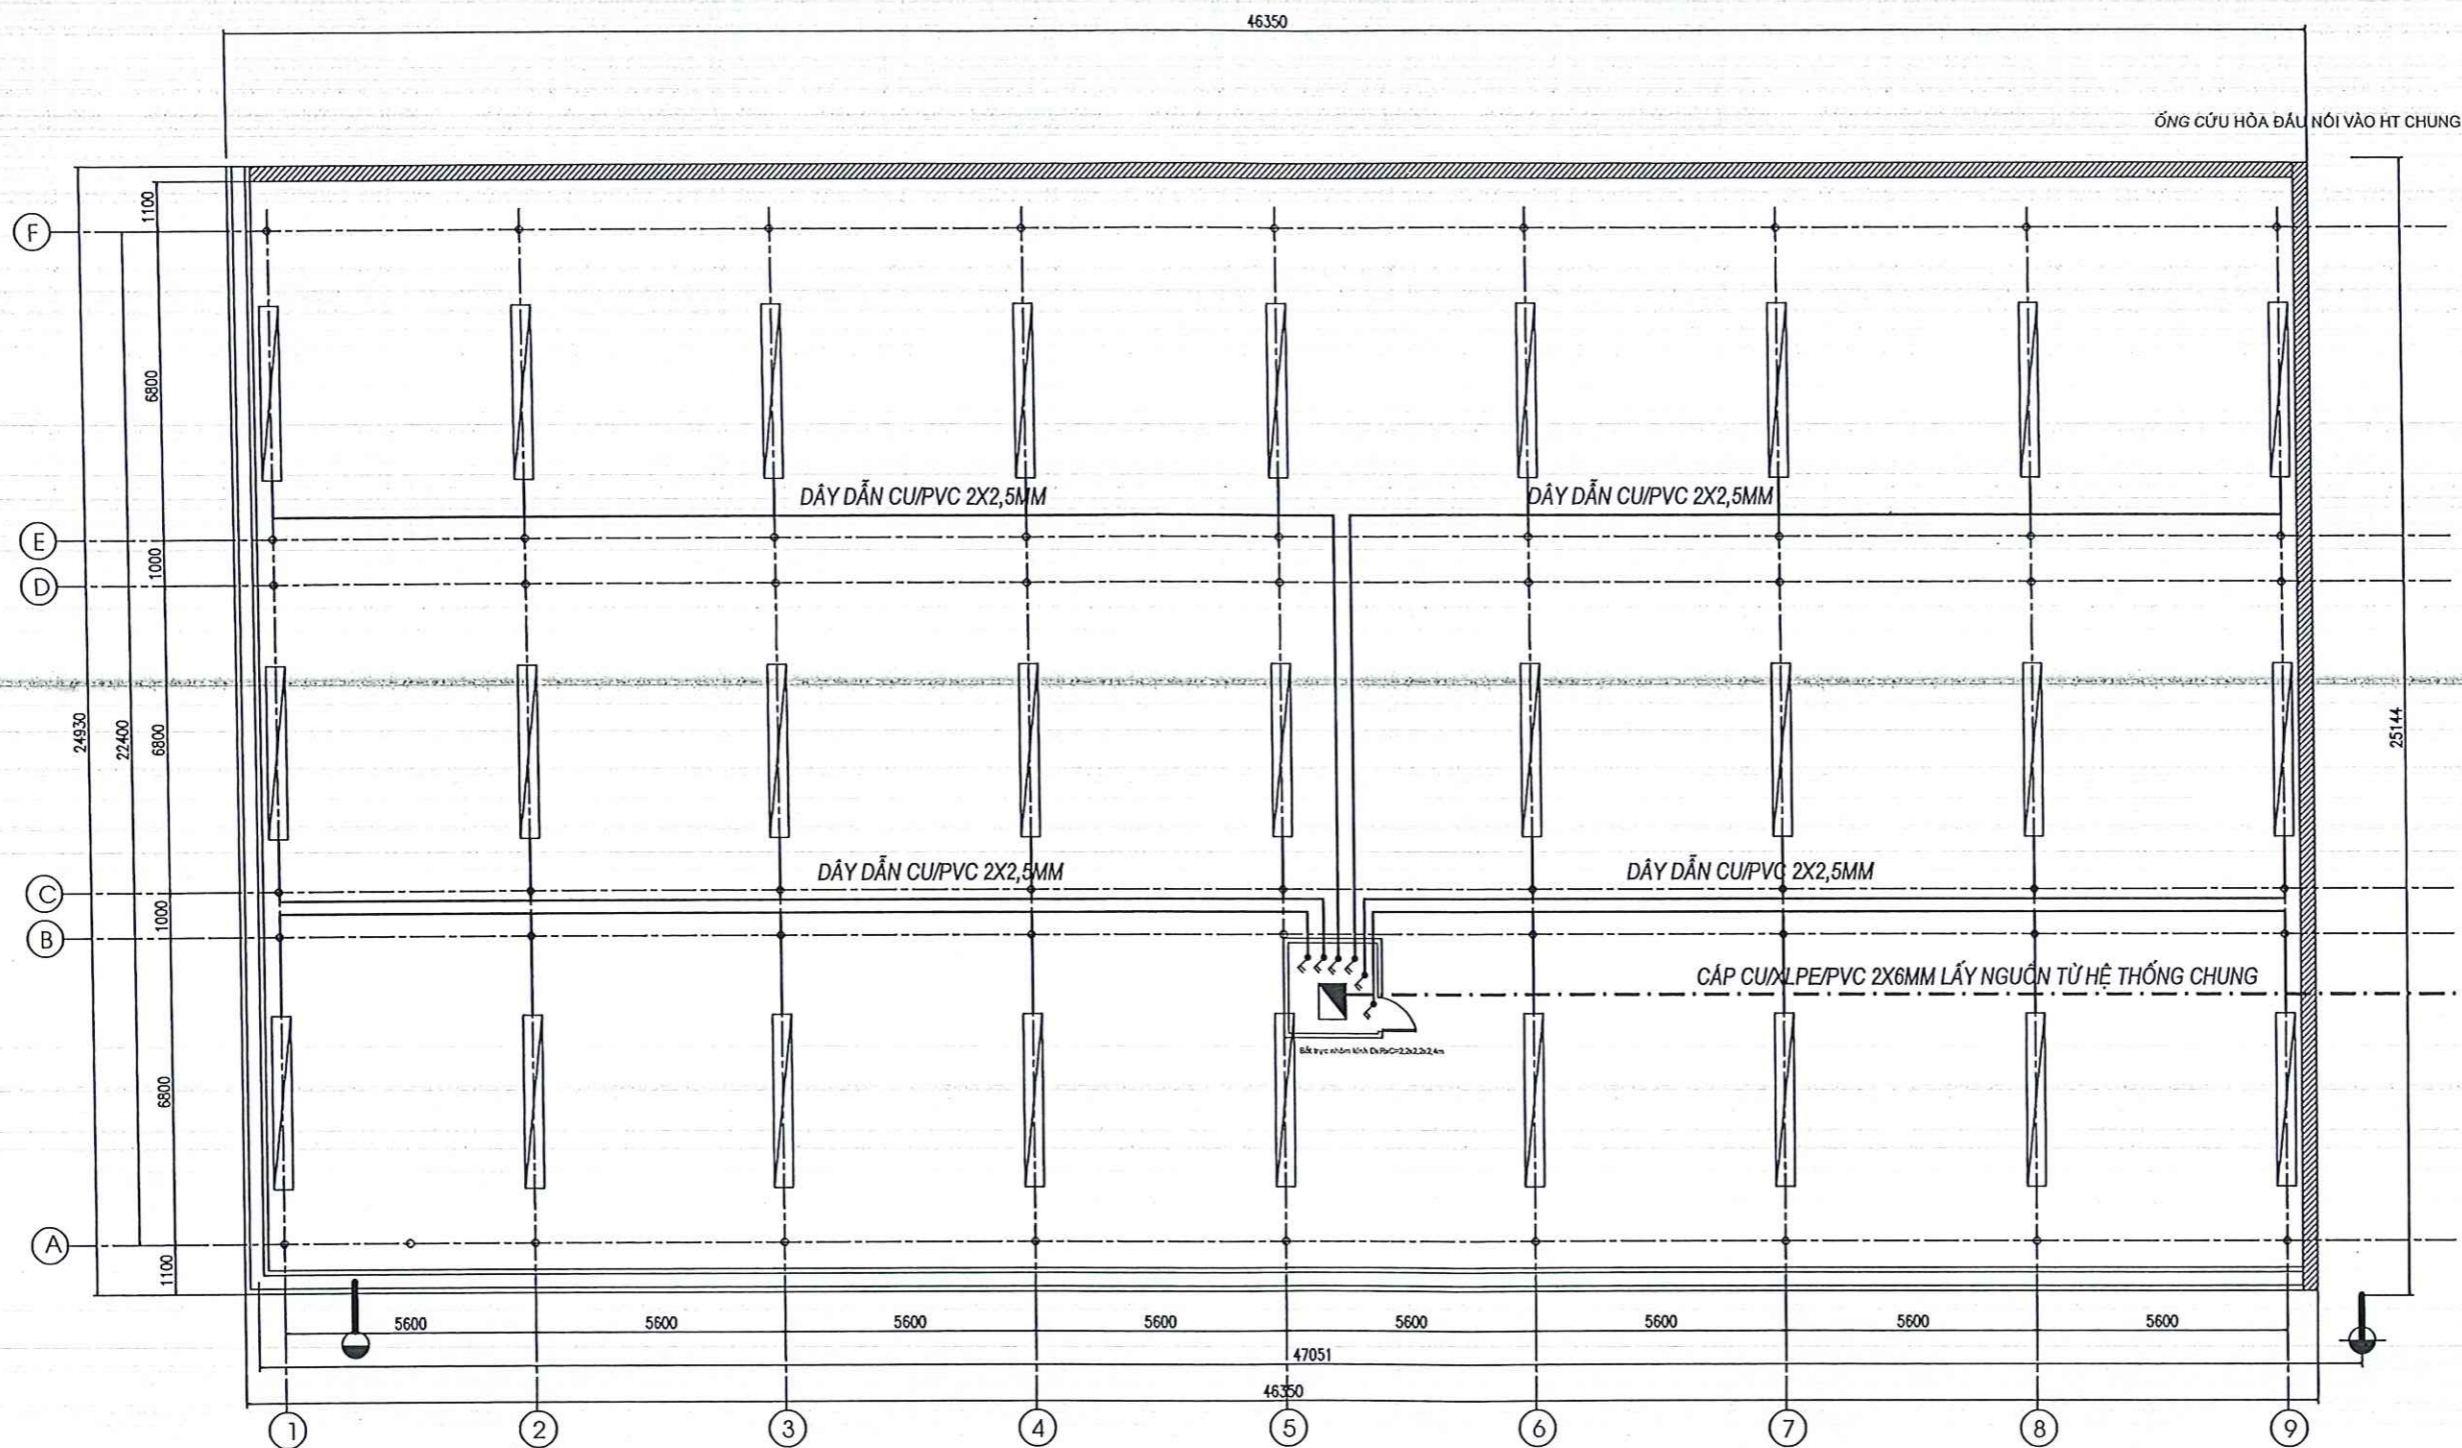 46350
ỐNG CỨU HỎA ĐẤU NỐI VÀO HT CHUNG
1100
F
6800
DÂY DẪN CU/PVC 2X2,5MM
DÂY DẪN CU/PVC 2X2,5MM
E
1000
D
24930
22400
6800
25144
DÂY DẪN CU/PVC 2X2,5MM
DÂY DẪN CU/PVC 2X2,5MM
C
1000
B
CÁP CU/XLPE/PVC 2X6MM LẤY NGUỒN TỪ HỆ THỐNG CHUNG
6800
A
1100
5600
5600
5600
5600
5600
5600
5600
5600
47051
46350
1
2
3
4
5
6
7
8
9